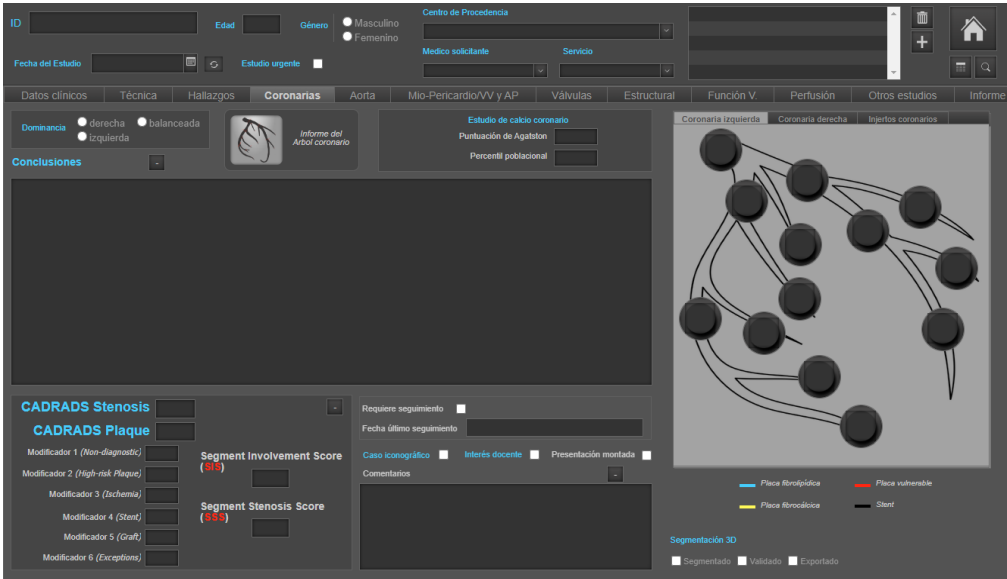 ID
Edad
Género
Masculino
Femenino
Centro de Procedencia
Medico solicitante
Servicio
Fecha del Estudio
Estudio urgente
Datos clínicos
Técnica
Hallazgos
Coronarias
Aorta
Mio-Pericardio/VV y AP
Válvulas
Estructural
Función V.
Perfusión
Otros estudios
Informe
Dominancia
derecha
balanceada
izquierda
Informe del
Arbol coronario
Estudio de calcio coronario
Puntuación de Agatston
Percentil poblacional
Conclusiones
-
Coronaria izquierda
Coronaria derecha
Injertos coronarios
CADRADS Stenosis
-
CADRADS Plaque
Modificador 1 (Non-diagnostic)
Modificador 2 (High-risk Plaque)
Modificador 3 (Ischemia)
Modificador 4 (Stent)
Modificador 5 (Graft)
Modificador 6 (Exceptions)
Segment Involvement Score
(SIS)
Segment Stenosis Score
(SSS)
Requiere seguimiento
Fecha último seguimiento
Caso iconográfico
Interés docente
Presentación montada
Comentarios
-
Placa fibrolipídica
Placa vulnerable
Placa fibrocálcica
Stent
Segmentación 3D
Segmentado
Validado
Exportado